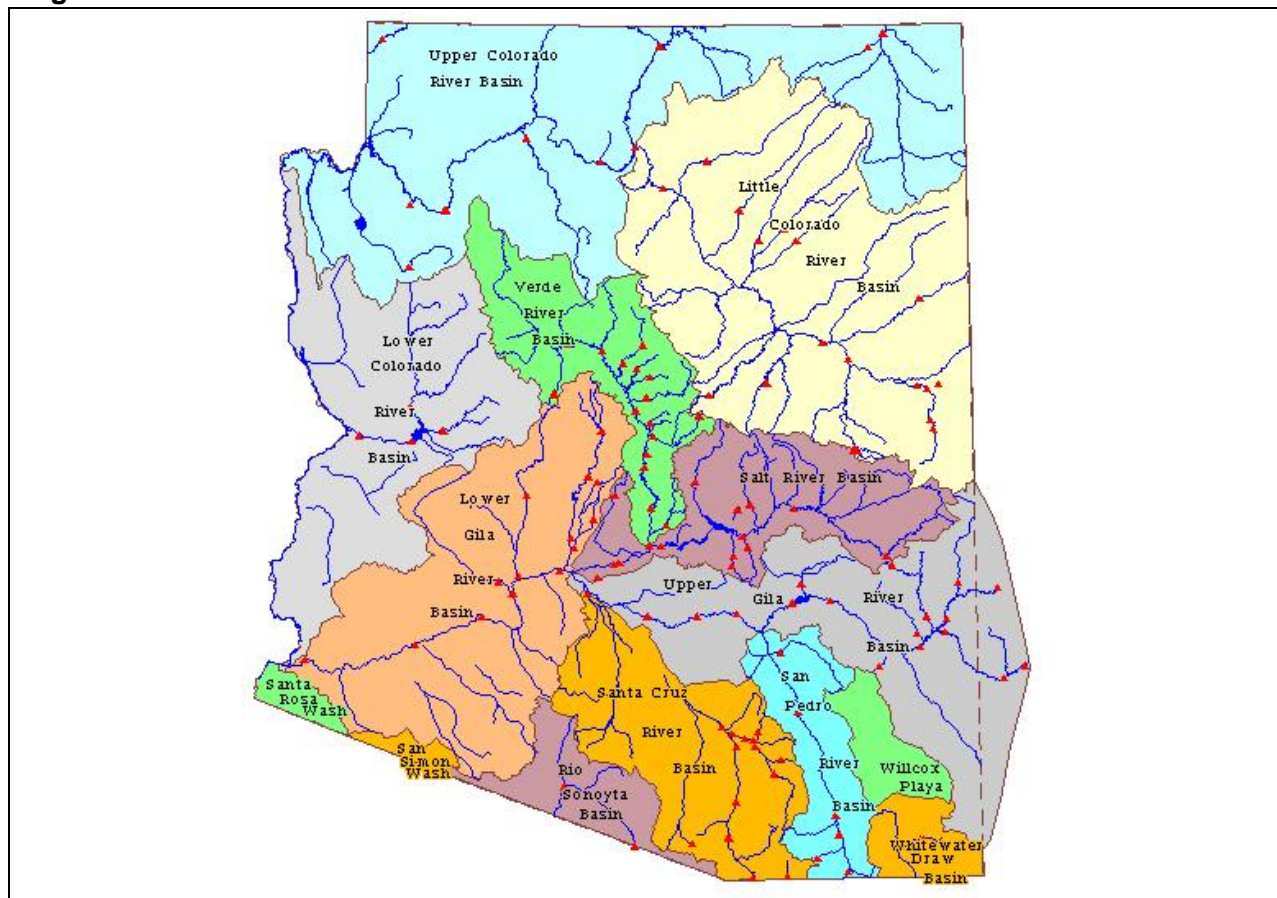 Upper Colorado
River Basin
Little
Colorado
River
Basin
Verde
River
Basin
Lower
Colorado
River
Basin
Salt River Basin
Lower
Gila
River
Basin
Upper
Gila
River
Basin
Santa
Rosa
Wash
San
Simon
Wash
Rio
Sonoyta
Basin
Santa Cruz
River
Basin
San
Pedro
River
Basin
Willcox
Playa
Whitewater
Draw
Basin